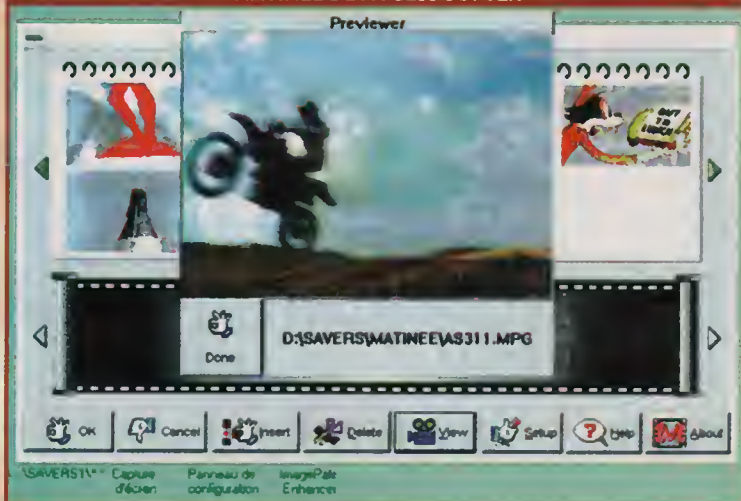 Previewer
OUT
TO
LUNCH
Done
D:\SAVERS\MATINEE\AS311.MPG
OK Cancel Insert Delete View Setup Help About
\SAVERS1\** Capture Panneau de ImagePals
d'écran configuration Enhancer